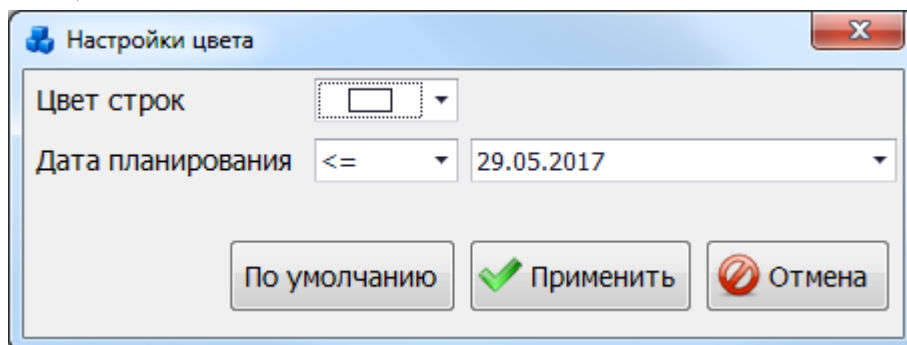 Настройки цвета
Цвет строк
Дата планирования <= 29.05.2017
По умолчанию Применить Отмена